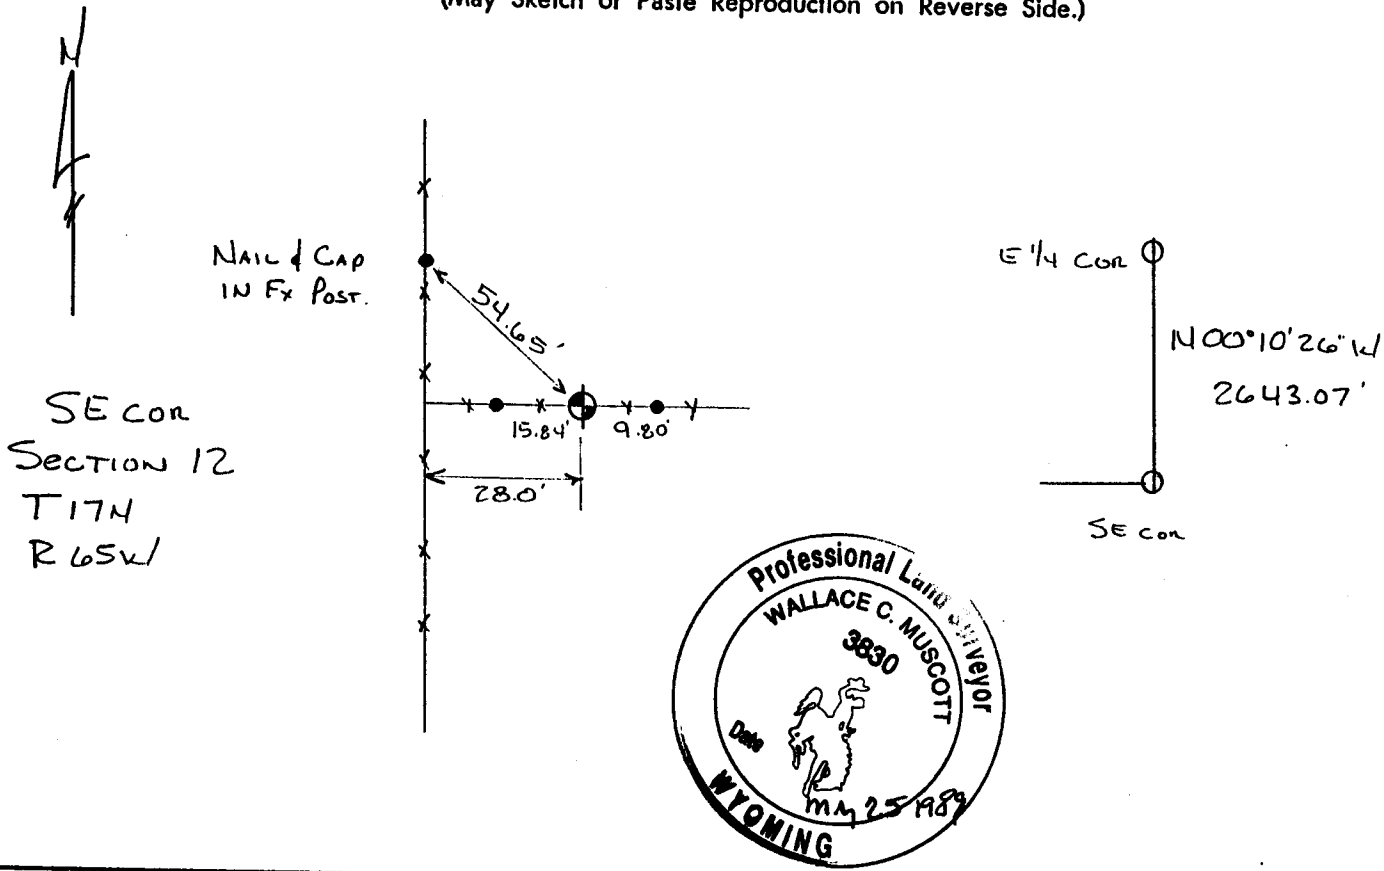 (May Sketch or Paste Reproduction on Reverse Side.)
N
NAIL & CAP
IN Fx POST.
54.65'
15.84'
9.80'
28.0'
SE COR
SECTION 12
T17N
R65W
E 1/4 COR
N00°10'26"W
2643.07'
SE COR
Professional Land Surveyor
WALLACE C. MUSCOTT
3830
Date
May 25 1989
WYOMING